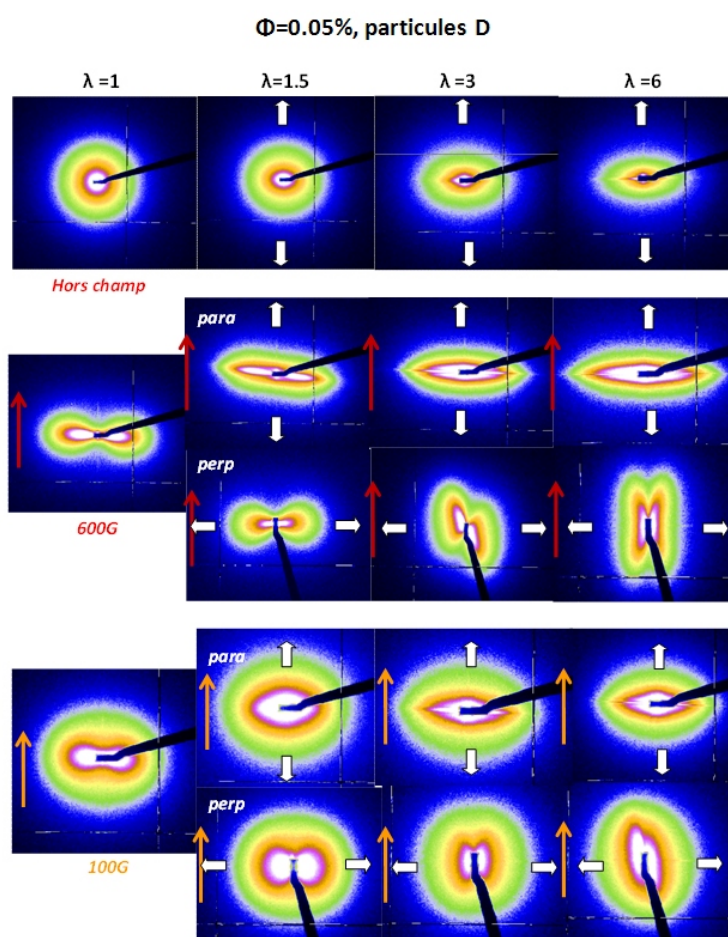 Φ=0.05%, particules D
λ =1
λ=1.5
λ =3
λ =6
Hors champ
para
perp
600G
para
perp
100G